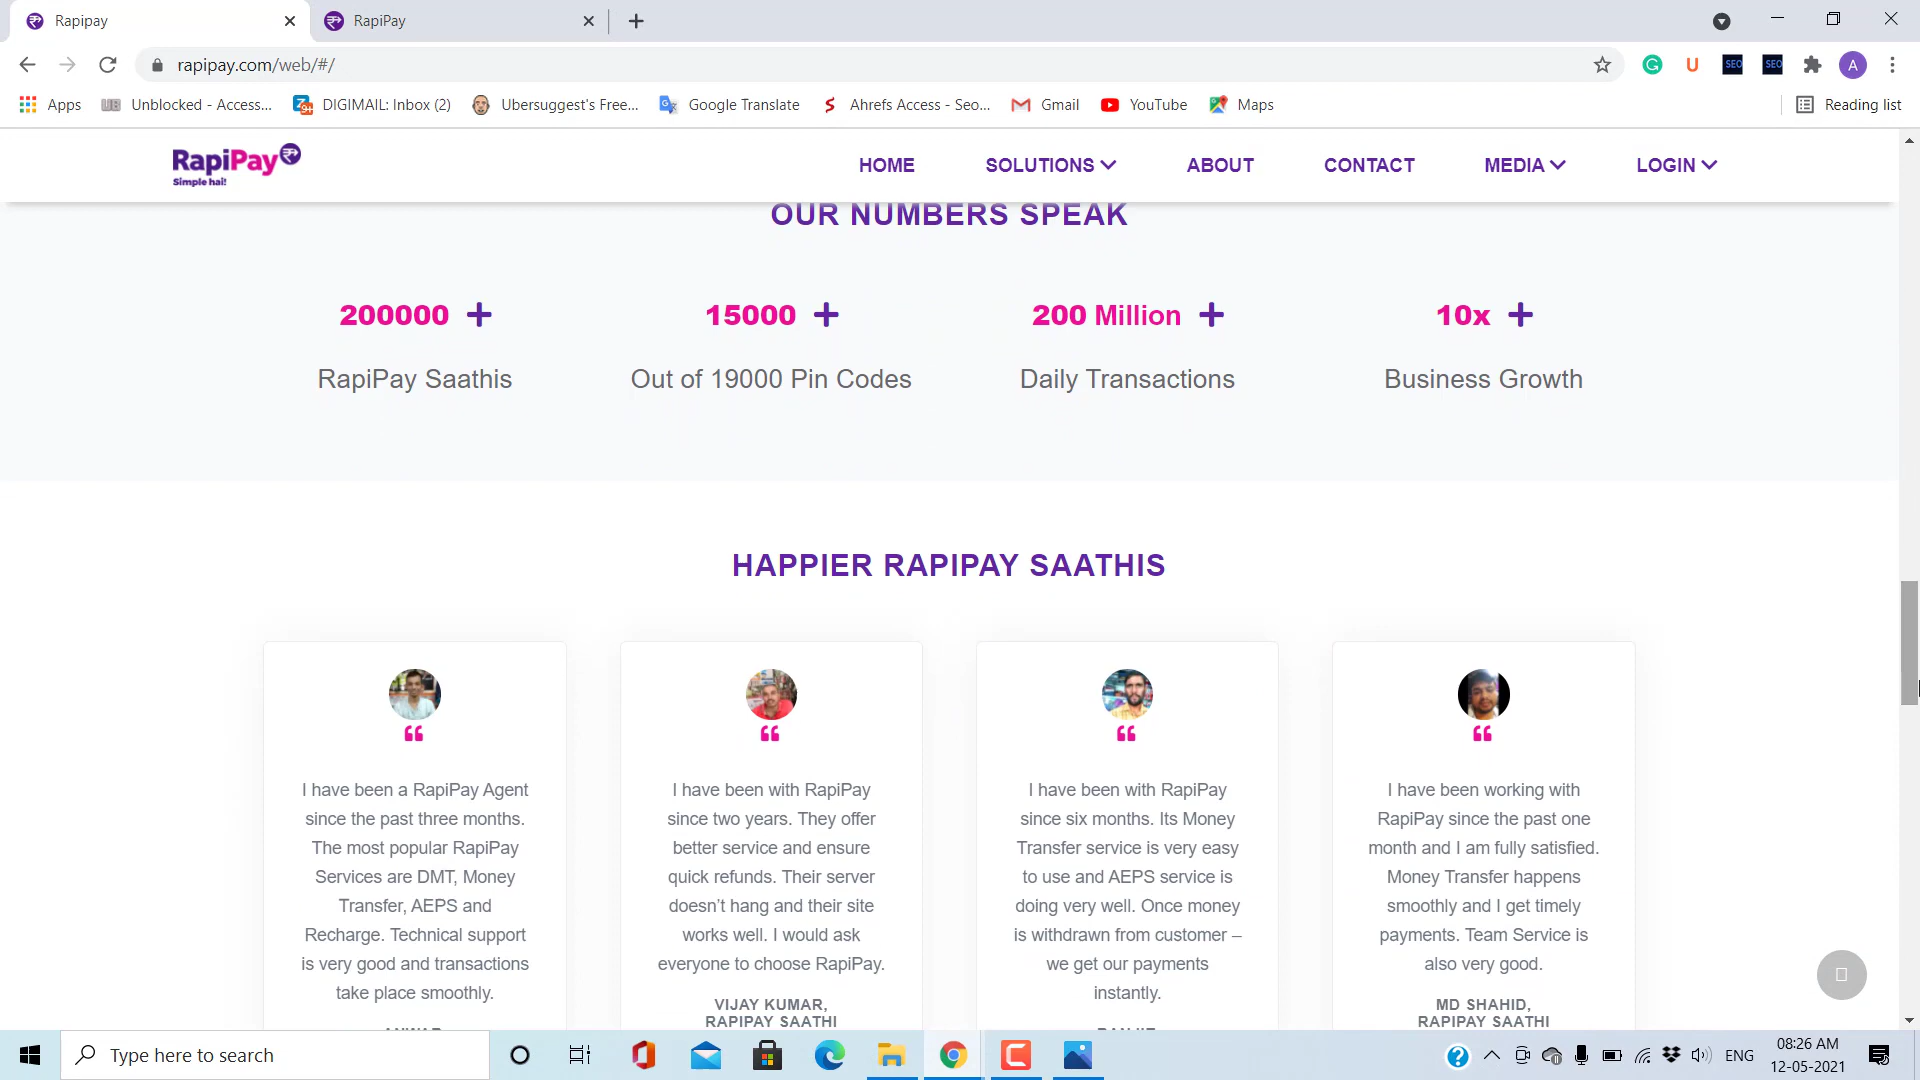 Rapipay
RapiPay
rapipay.com/web/#/
Apps
Unblocked - Access...
DIGIMAIL: Inbox (2)
Ubersuggest's Free...
Google Translate
Ahrefs Access - Seo...
Gmail
YouTube
Maps
Reading list
RapiPay
Simple hai!
HOME
SOLUTIONS
ABOUT
CONTACT
MEDIA
LOGIN
OUR NUMBERS SPEAK
200000 +
RapiPay Saathis
15000 +
Out of 19000 Pin Codes
200 Million +
Daily Transactions
10x +
Business Growth
HAPPIER RAPIPAY SAATHIS
I have been a RapiPay Agent
since the past three months.
The most popular RapiPay
Services are DMT, Money
Transfer, AEPS and
Recharge. Technical support
is very good and transactions
take place smoothly.
I have been with RapiPay
since two years. They offer
better service and ensure
quick refunds. Their server
doesn't hang and their site
works well. I would ask
everyone to choose RapiPay.
VIJAY KUMAR,
RAPIPAY SAATHI
I have been with RapiPay
since six months. Its Money
Transfer service is very easy
to use and AEPS service is
doing very well. Once money
is withdrawn from customer –
we get our payments
instantly.
I have been working with
RapiPay since the past one
month and I am fully satisfied.
Money Transfer happens
smoothly and I get timely
payments. Team Service is
also very good.
MD SHAHID,
RAPIPAY SAATHI
Type here to search
ENG
08:26 AM
12-05-2021